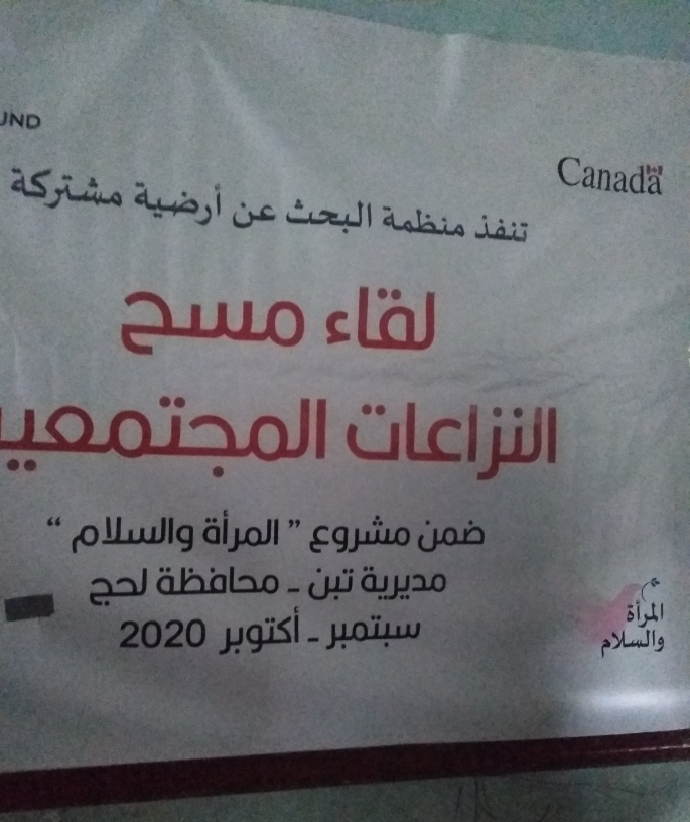 UND
Canada
تنفذ منظمة البحث عن أرضية مشتركة
لقاء مسح
النزاعات المجتمعي
ضمن مشروع ” المرأة والسلام “
مديرية تبن - محافظة لحج
سبتمبر - أكتوبر 2020
المرأة
والسلام